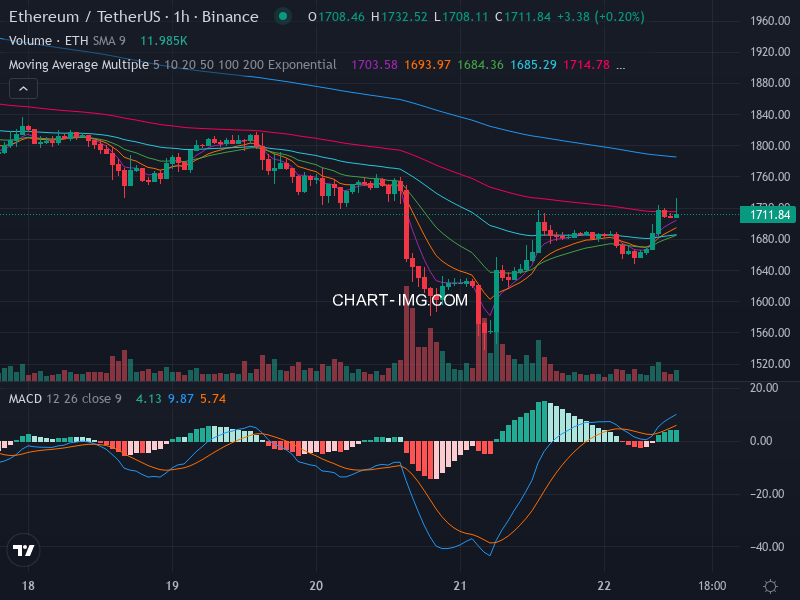 Ethereum / TetherUS · 1h · Binance O1708.46 H1732.52 L1708.11 C1711.84 +3.38 (+0.20%)
Volume · ETH SMA 9 11.985K
Moving Average Multiple 5 10 20 50 100 200 Exponential 1703.58 1693.97 1684.36 1685.29 1714.78 ...
1960.00
1920.00
1880.00
1840.00
1800.00
1760.00
1711.84
1680.00
1640.00
CHART-IMG.COM
1600.00
1560.00
1520.00
MACD 12 26 close 9 4.13 9.87 5.74
20.00
0.00
−20.00
−40.00
18 19 20 21 22 18:00